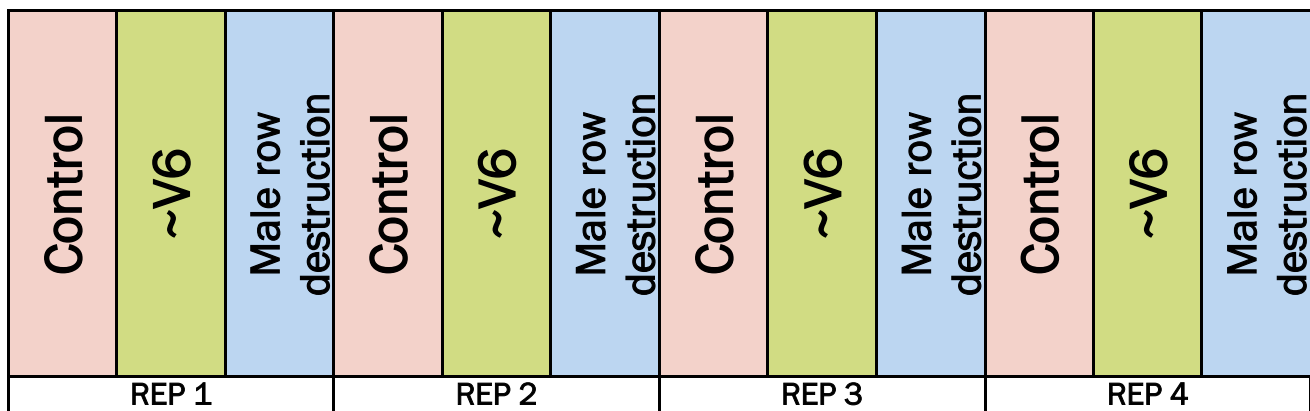 Control
~V6
Male row
destruction
Control
~V6
Male row
destruction
Control
~V6
Male row
destruction
Control
~V6
Male row
destruction
REP 1
REP 2
REP 3
REP 4